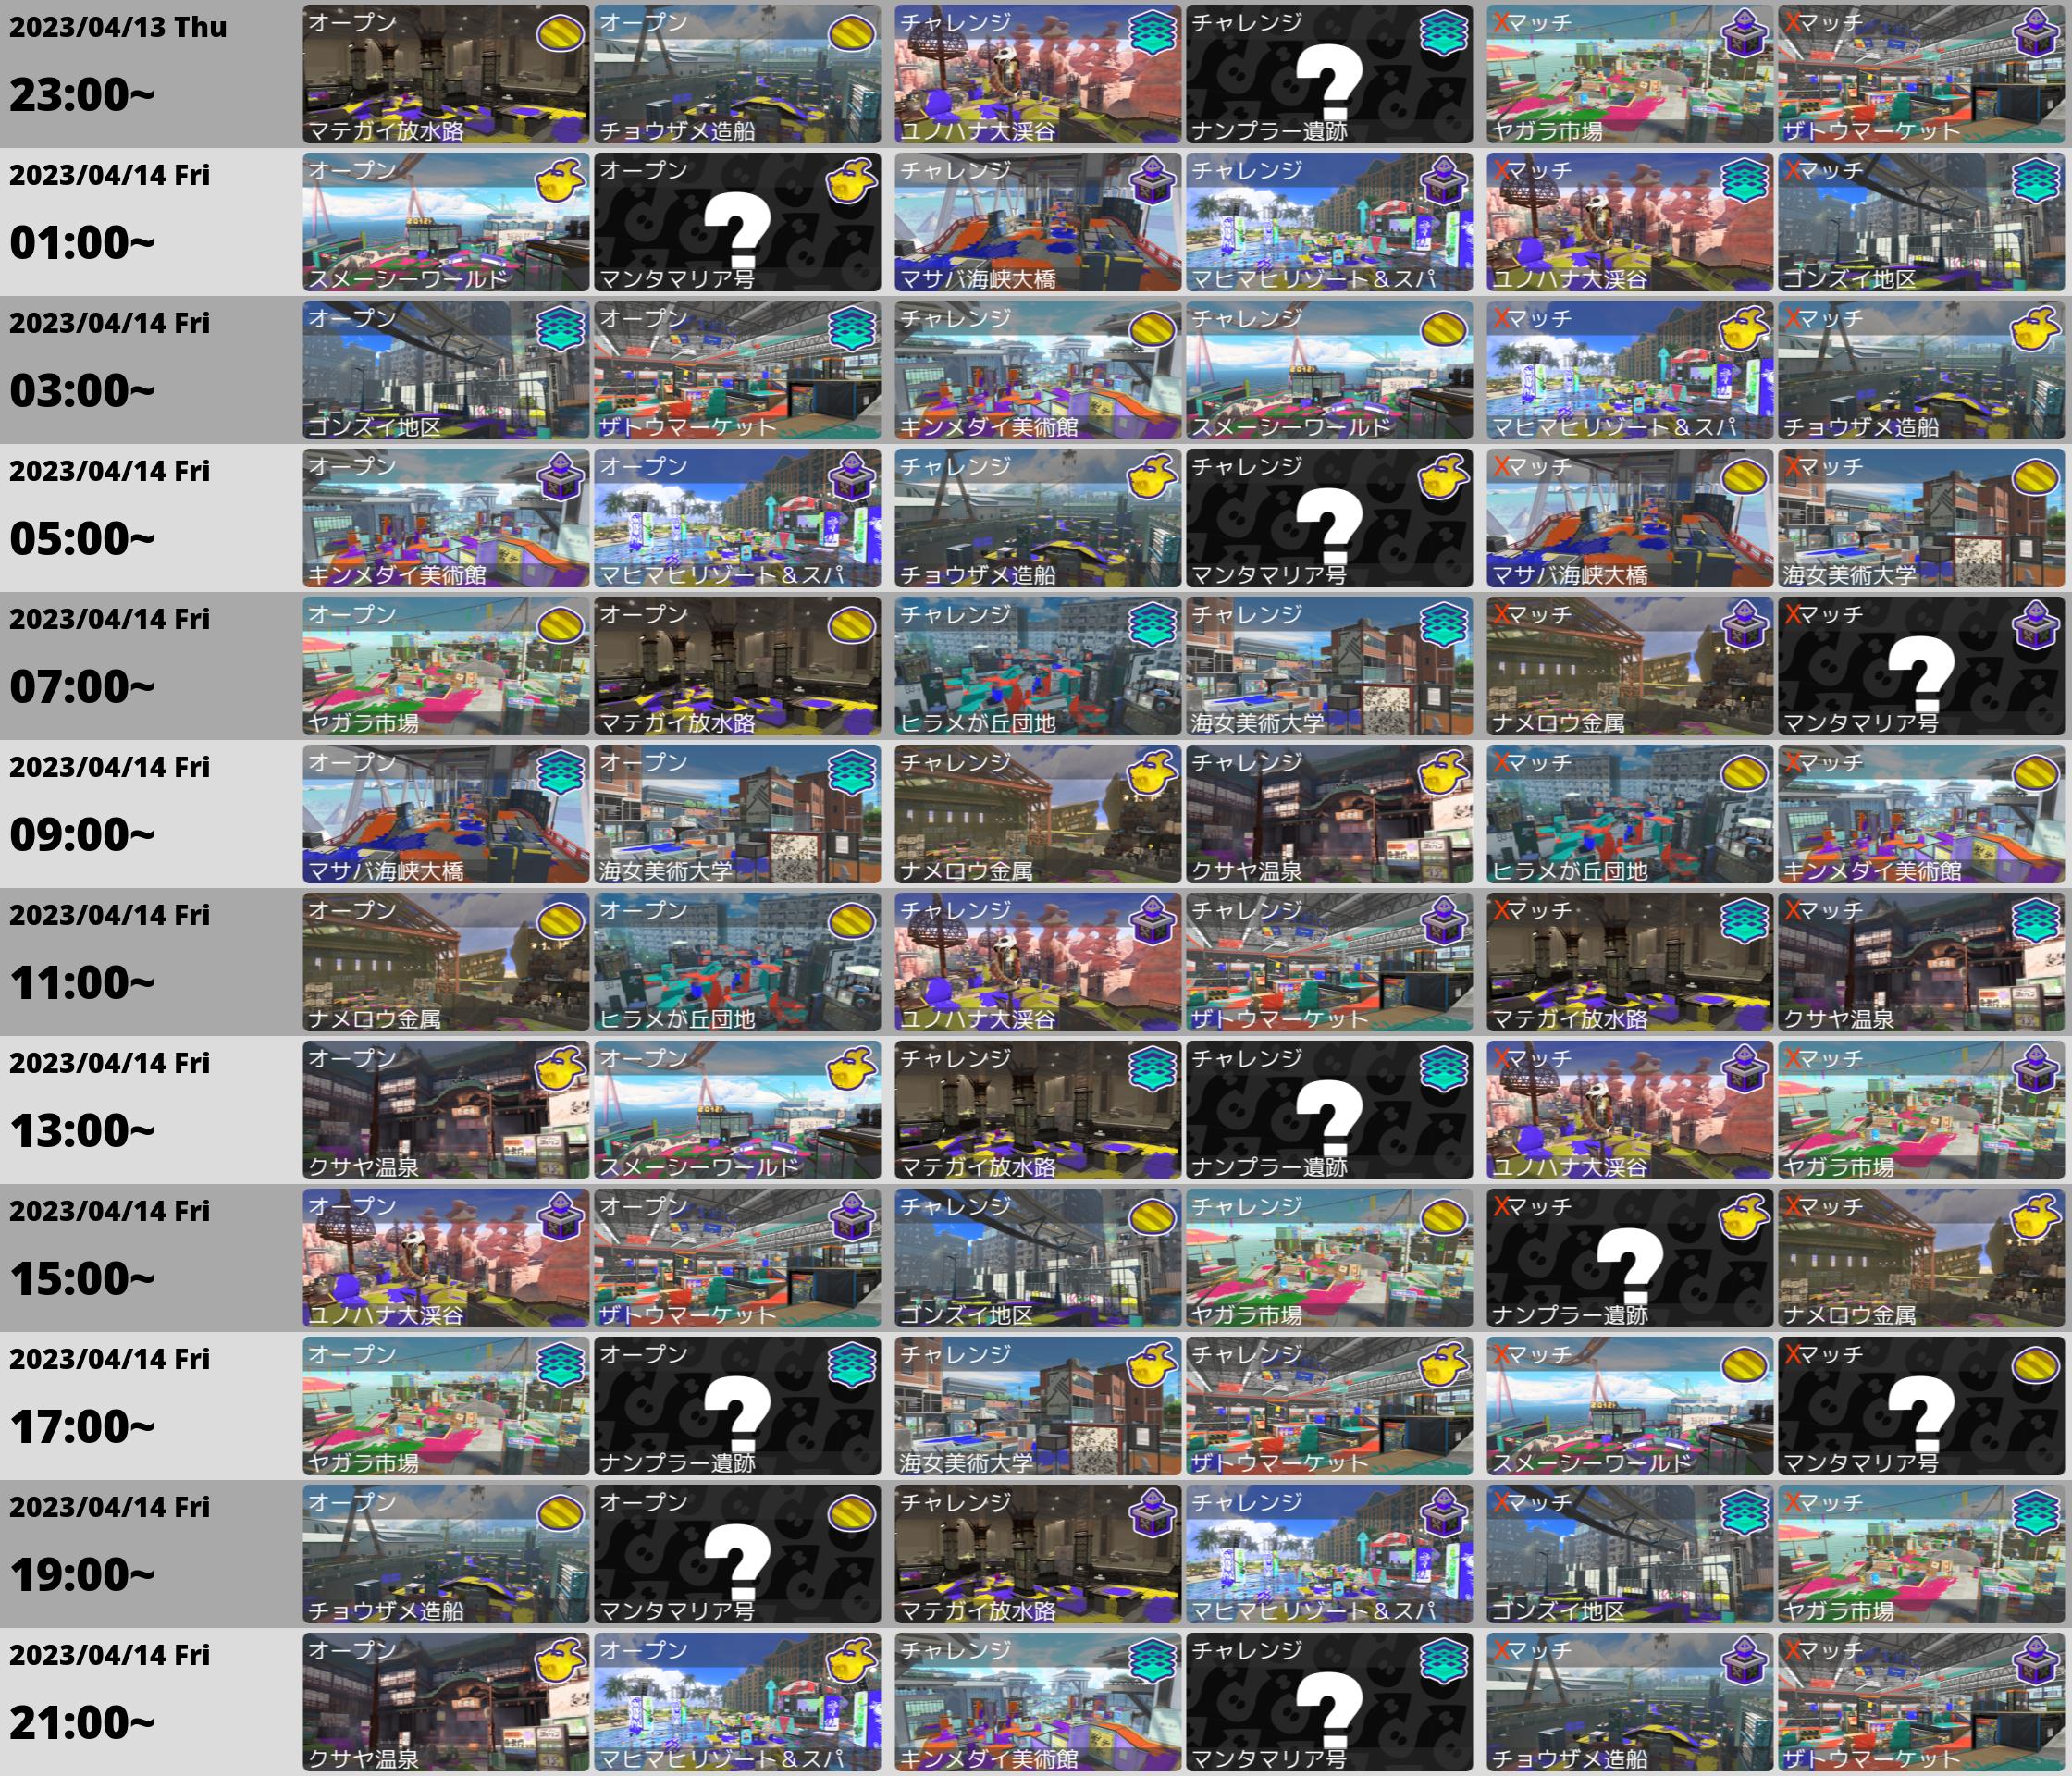 2023/04/13 Thu
23:00~
オープン オープン チャレンジ チャレンジ Xマッチ Xマッチ
マテガイ放水路 チョウザメ造船 ユノハナ大渓谷 ナンプラー遺跡 ヤガラ市場 ザトウマーケット
2023/04/14 Fri
01:00~
オープン オープン チャレンジ チャレンジ Xマッチ Xマッチ
スメーシーワールド マンタマリア号 マサバ海峡大橋 マヒマヒリゾート＆スパ ユノハナ大渓谷 ゴンズイ地区
2023/04/14 Fri
03:00~
オープン オープン チャレンジ チャレンジ Xマッチ Xマッチ
ゴンズイ地区 ザトウマーケット キンメダイ美術館 スメーシーワールド マヒマヒリゾート＆スパ チョウザメ造船
2023/04/14 Fri
05:00~
オープン オープン チャレンジ チャレンジ Xマッチ Xマッチ
キンメダイ美術館 マヒマヒリゾート＆スパ チョウザメ造船 マンタマリア号 マサバ海峡大橋 海女美術大学
2023/04/14 Fri
07:00~
オープン オープン チャレンジ チャレンジ Xマッチ Xマッチ
ヤガラ市場 マテガイ放水路 ヒラメが丘団地 海女美術大学 ナメロウ金属 マンタマリア号
2023/04/14 Fri
09:00~
オープン オープン チャレンジ チャレンジ Xマッチ Xマッチ
マサバ海峡大橋 海女美術大学 ナメロウ金属 クサヤ温泉 ヒラメが丘団地 キンメダイ美術館
2023/04/14 Fri
11:00~
オープン オープン チャレンジ チャレンジ Xマッチ Xマッチ
ナメロウ金属 ヒラメが丘団地 ユノハナ大渓谷 ザトウマーケット マテガイ放水路 クサヤ温泉
2023/04/14 Fri
13:00~
オープン オープン チャレンジ チャレンジ Xマッチ Xマッチ
クサヤ温泉 スメーシーワールド マテガイ放水路 ナンプラー遺跡 ユノハナ大渓谷 ヤガラ市場
2023/04/14 Fri
15:00~
オープン オープン チャレンジ チャレンジ Xマッチ Xマッチ
ユノハナ大渓谷 ザトウマーケット ゴンズイ地区 ヤガラ市場 ナンプラー遺跡 ナメロウ金属
2023/04/14 Fri
17:00~
オープン オープン チャレンジ チャレンジ Xマッチ Xマッチ
ヤガラ市場 ナンプラー遺跡 海女美術大学 ザトウマーケット スメーシーワールド マンタマリア号
2023/04/14 Fri
19:00~
オープン オープン チャレンジ チャレンジ Xマッチ Xマッチ
チョウザメ造船 マンタマリア号 マテガイ放水路 マヒマヒリゾート＆スパ ゴンズイ地区 ヤガラ市場
2023/04/14 Fri
21:00~
オープン オープン チャレンジ チャレンジ Xマッチ Xマッチ
クサヤ温泉 マヒマヒリゾート＆スパ キンメダイ美術館 マンタマリア号 チョウザメ造船 ザトウマーケット